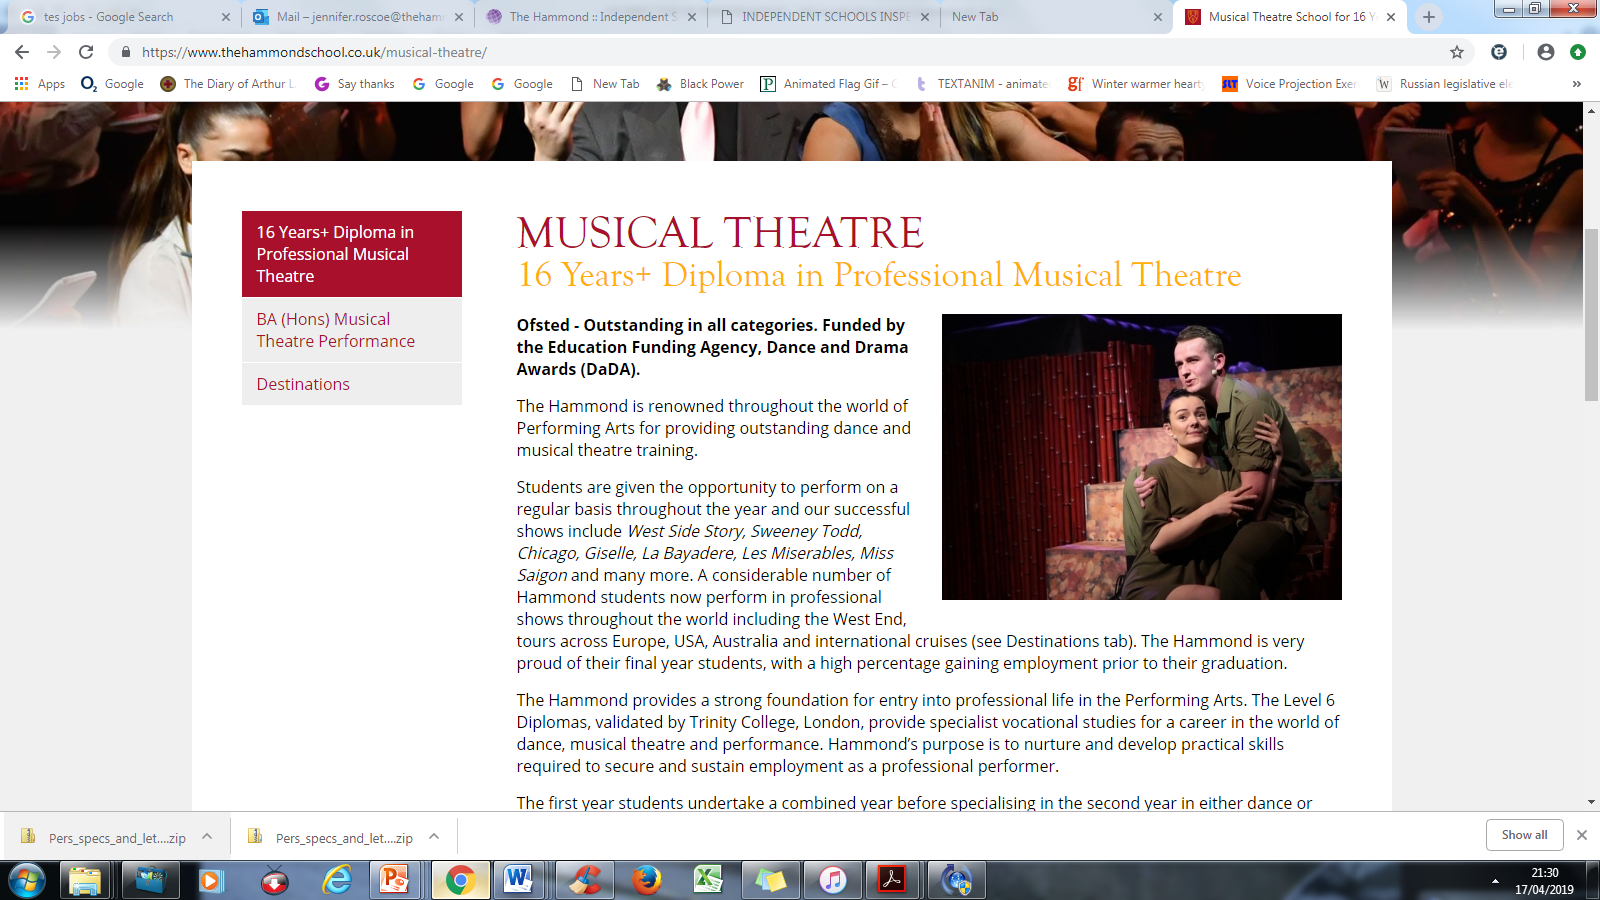 tes jobs - Google Search
Mail – jennifer.roscoe@theham
The Hammond :: Independent S
INDEPENDENT SCHOOLS INSPE
New Tab
Musical Theatre School for 16 Y
https://www.thehammondschool.co.uk/musical-theatre/
Apps
Google
The Diary of Arthur L
Say thanks
Google
Google
New Tab
Black Power
Animated Flag Gif – G
TEXTANIM - animate
Winter warmer heart
Voice Projection Exer
Russian legislative ele
16 Years+ Diploma in
Professional Musical
Theatre
BA (Hons) Musical
Theatre Performance
Destinations
MUSICAL THEATRE
16 Years+ Diploma in Professional Musical Theatre
Ofsted - Outstanding in all categories. Funded by
the Education Funding Agency, Dance and Drama
Awards (DaDA).
The Hammond is renowned throughout the world of
Performing Arts for providing outstanding dance and
musical theatre training.
Students are given the opportunity to perform on a
regular basis throughout the year and our successful
shows include West Side Story, Sweeney Todd,
Chicago, Giselle, La Bayadere, Les Miserables, Miss
Saigon and many more. A considerable number of
Hammond students now perform in professional
shows throughout the world including the West End,
tours across Europe, USA, Australia and international cruises (see Destinations tab). The Hammond is very
proud of their final year students, with a high percentage gaining employment prior to their graduation.
The Hammond provides a strong foundation for entry into professional life in the Performing Arts. The Level 6
Diplomas, validated by Trinity College, London, provide specialist vocational studies for a career in the world of
dance, musical theatre and performance. Hammond's purpose is to nurture and develop practical skills
required to secure and sustain employment as a professional performer.
The first year students undertake a combined year before specialising in the second year in either dance or
Pers_specs_and_let....zip
Pers_specs_and_let....zip
Show all
21:30
17/04/2019